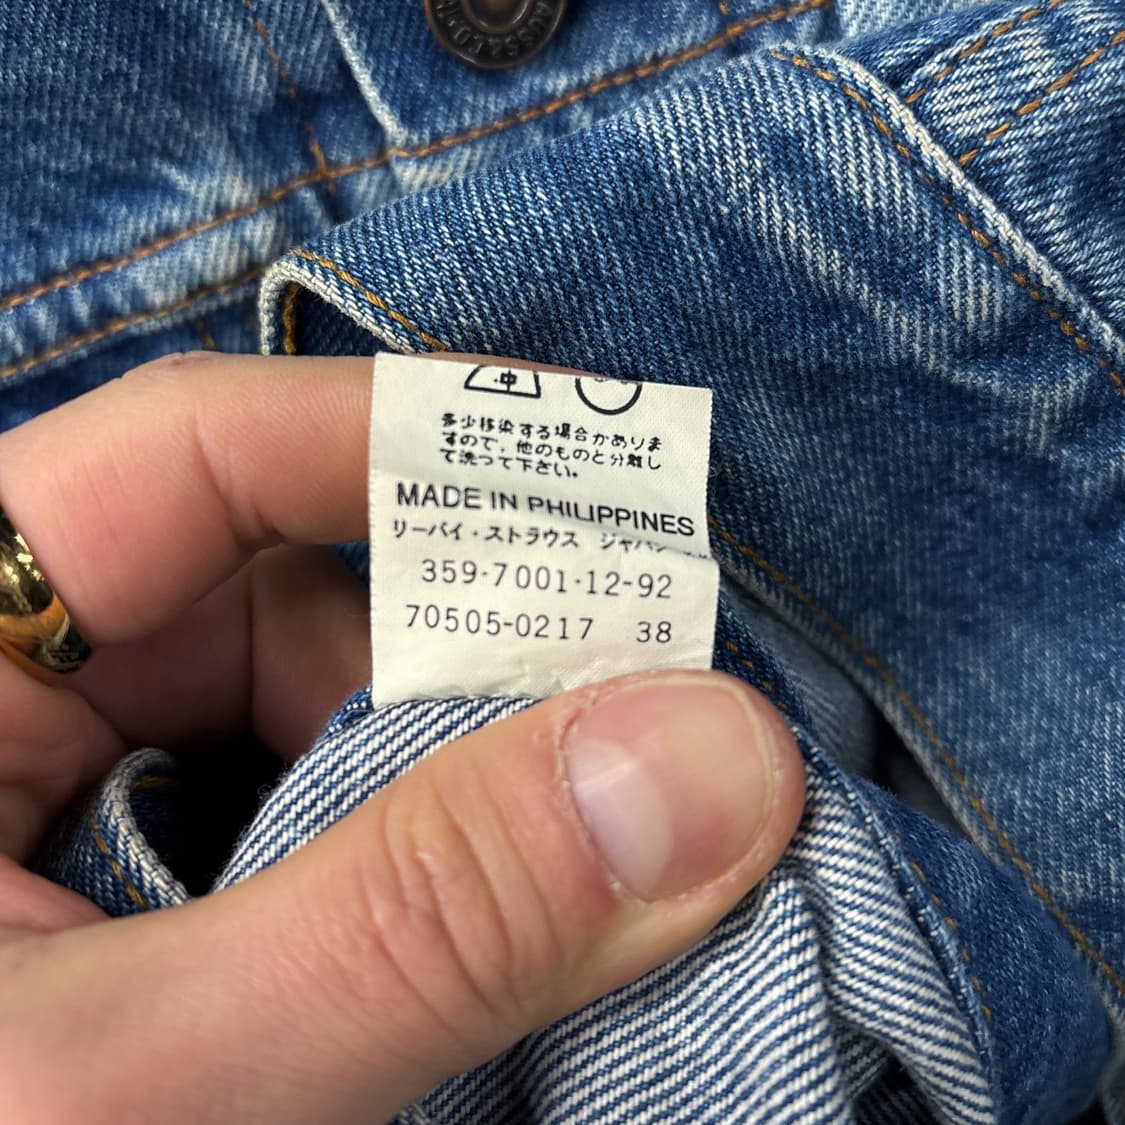 中
多少移染する場合がありま
すので、他のものと分離し
て洗って下さい。
MADE IN PHILIPPINES
リーバイ・ストラウス ジャパン
359-7001-12-92
70505-0217 38